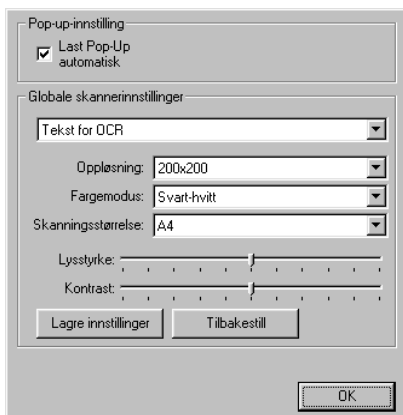 Pop-up-innstilling
Last Pop-Up
automatisk
Globale skannerinnstillinger
Tekst for OCR
Oppløsning: 200x200
Fargemodus: Svart-hvitt
Skanningsstørrelse: A4
Lysstyrke:
Kontrast:
Lagre innstillinger Tilbakestill
OK